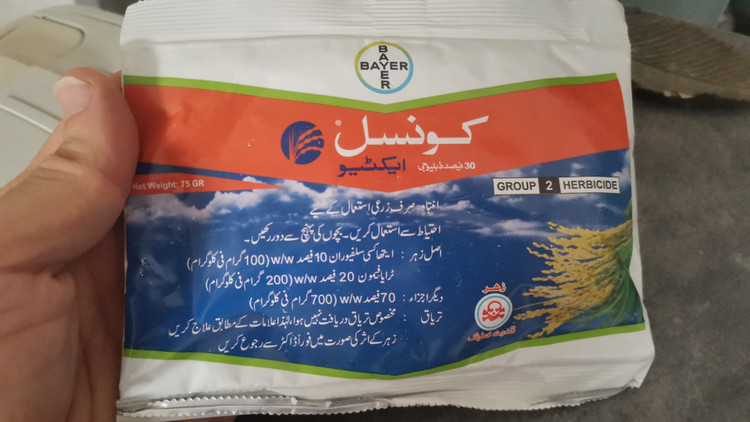 BAYER
BAYER
کونسل®
ایکٹیو
30 فیصد ڈبلیو جی
Net Weight: 75 GR
GROUP 2 HERBICIDE
انتباہ: صرف زرعی استعمال کے لیے
احتیاط سے استعمال کریں۔ بچوں کی پہنچ سے دور رکھیں۔
اصل زہر : ایتھاکسی سلفیوران 10 فیصد w/w (100 گرام فی کلوگرام)
ٹرایافیمون 20 فیصد w/w (200 گرام فی کلوگرام)
دیگر اجزاء : 70 فیصد w/w (700 گرام فی کلوگرام)
تریاق : مخصوص تریاق دریافت نہیں ہوا، لہٰذا علامات کے مطابق علاج کریں
زہر کے اثر کی صورت میں فوراً ڈاکٹر سے رجوع کریں
زہر